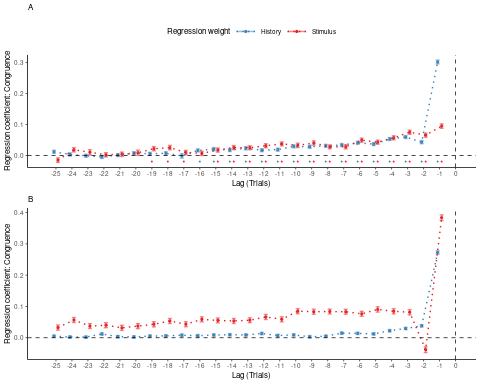 A
Regression weight History Stimulus
Regression coefficient: Congruence
0.3
0.2
0.1
0.0
-25 -24 -23 -22 -21 -20 -19 -18 -17 -16 -15 -14 -13 -12 -11 -10 -9 -8 -7 -6 -5 -4 -3 -2 -1 0
Lag (Trials)
B
Regression coefficient: Congruence
0.4
0.3
0.2
0.1
0.0
-25 -24 -23 -22 -21 -20 -19 -18 -17 -16 -15 -14 -13 -12 -11 -10 -9 -8 -7 -6 -5 -4 -3 -2 -1 0
Lag (Trials)